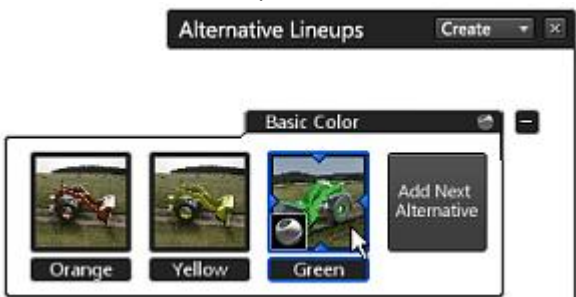 Alternative Lineups
Create
Basic Color
Add Next
Alternative
Orange
Yellow
Green